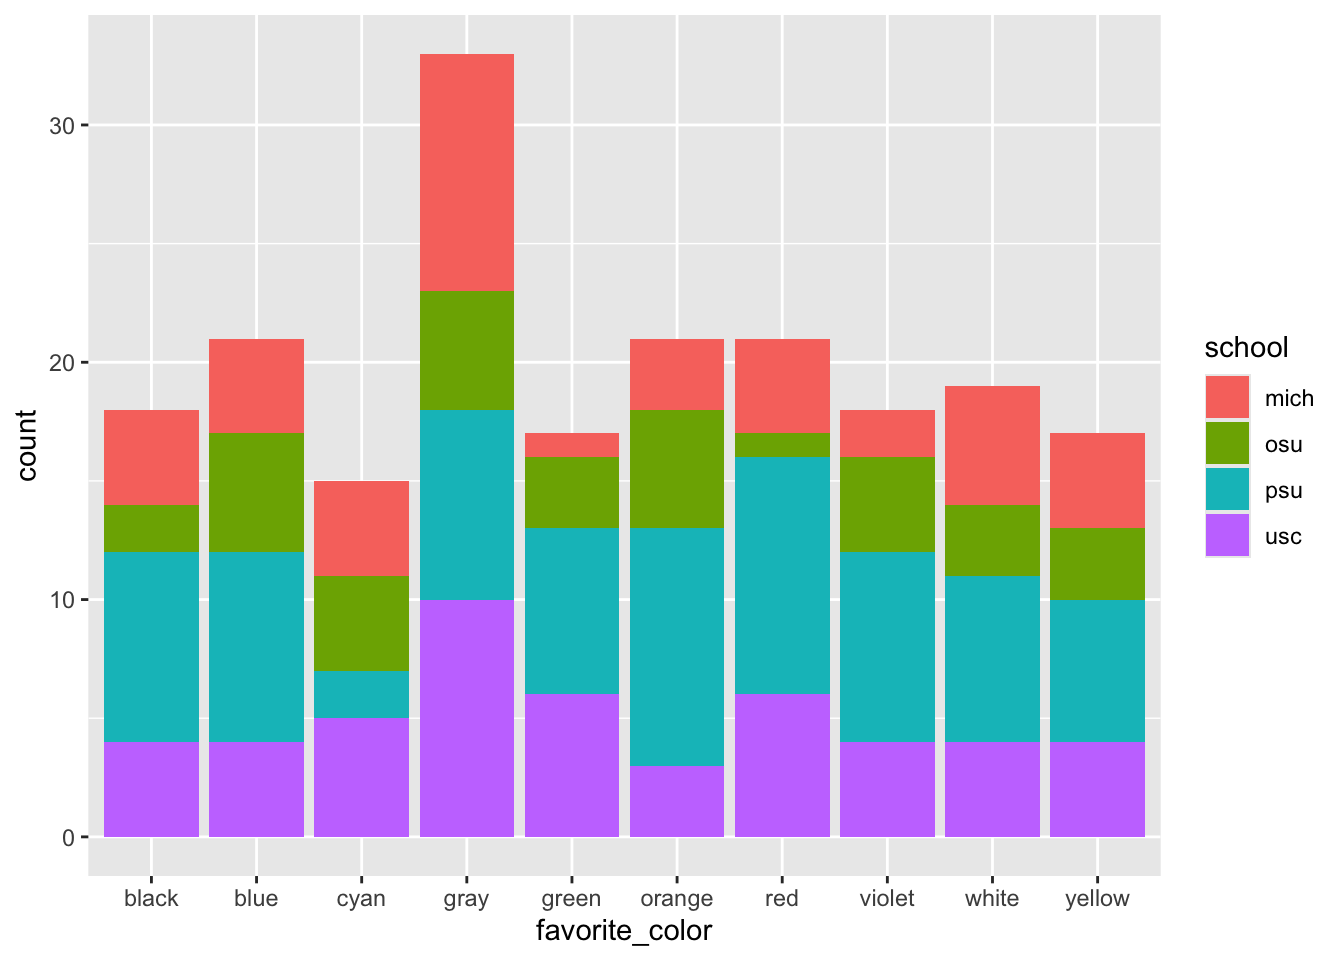 30
20
10
0
count
black blue cyan gray green orange red violet white yellow
favorite_color
school
mich
osu
psu
usc